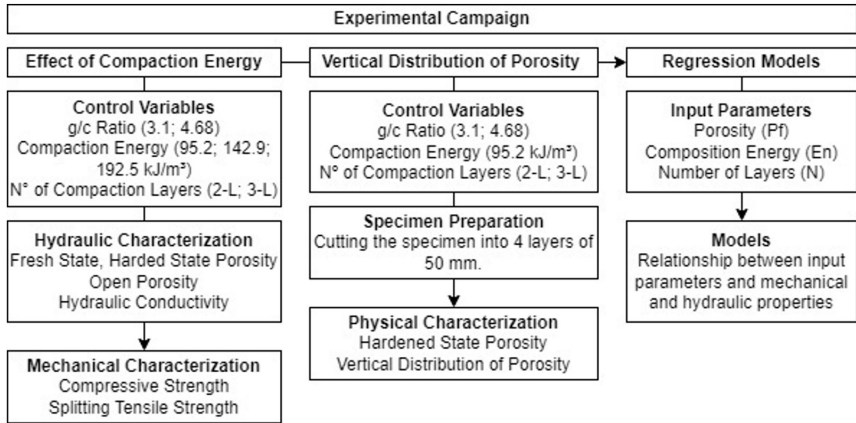 Experimental Campaign
Effect of Compaction Energy
Control Variables
g/c Ratio (3.1; 4.68)
Compaction Energy (95.2; 142.9;
192.5 kJ/m³)
N° of Compaction Layers (2-L; 3-L)
Hydraulic Characterization
Fresh State, Harded State Porosity
Open Porosity
Hydraulic Conductivity
Mechanical Characterization
Compressive Strength
Splitting Tensile Strength
Vertical Distribution of Porosity
Control Variables
g/c Ratio (3.1; 4.68)
Compaction Energy (95.2 kJ/m³)
N° of Compaction Layers (2-L; 3-L)
Specimen Preparation
Cutting the specimen into 4 layers of
50 mm.
Physical Characterization
Hardened State Porosity
Vertical Distribution of Porosity
Regression Models
Input Parameters
Porosity (Pf)
Composition Energy (En)
Number of Layers (N)
Models
Relationship between input
parameters and mechanical
and hydraulic properties